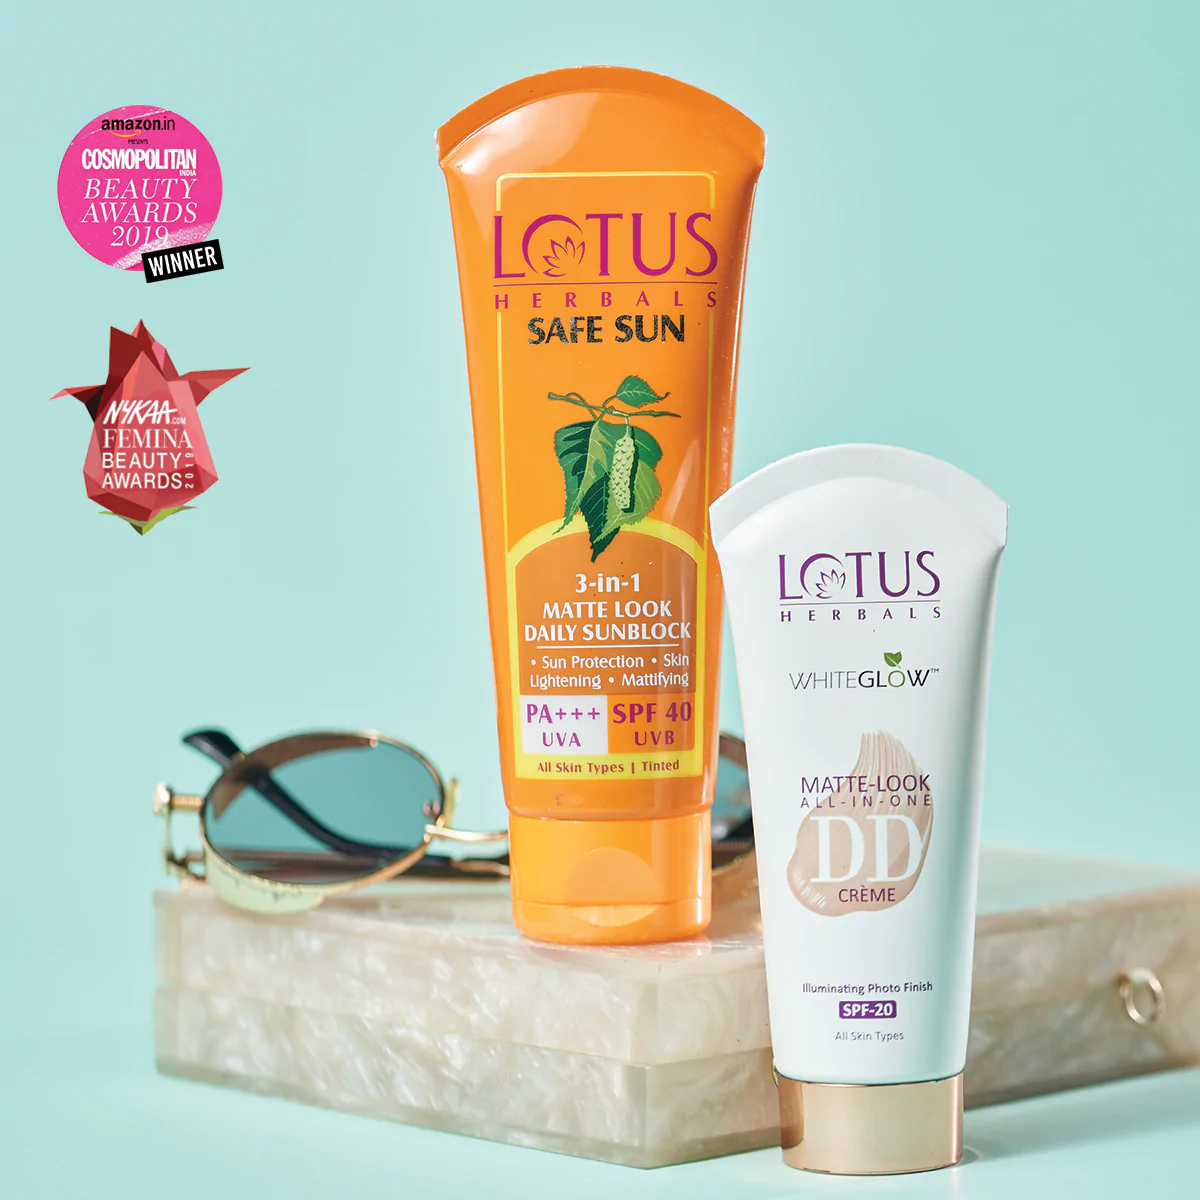 amazon.in
PRESENTS
COSMOPOLITAN
INDIA
BEAUTY
AWARDS
2019
WINNER
NYKAA.COM
FEMINA
BEAUTY
AWARDS
2019
LOTUS
HERBALS
SAFE SUN
3-in-1
MATTE LOOK
DAILY SUNBLOCK
• Sun Protection • Skin
Lightening • Mattifying
PA+++ SPF 40
UVA UVB
All Skin Types | Tinted
LOTUS
HERBALS
WHITEGLOW™
MATTE-LOOK
ALL-IN-ONE
DD
CRÈME
Illuminating Photo Finish
SPF-20
All Skin Types